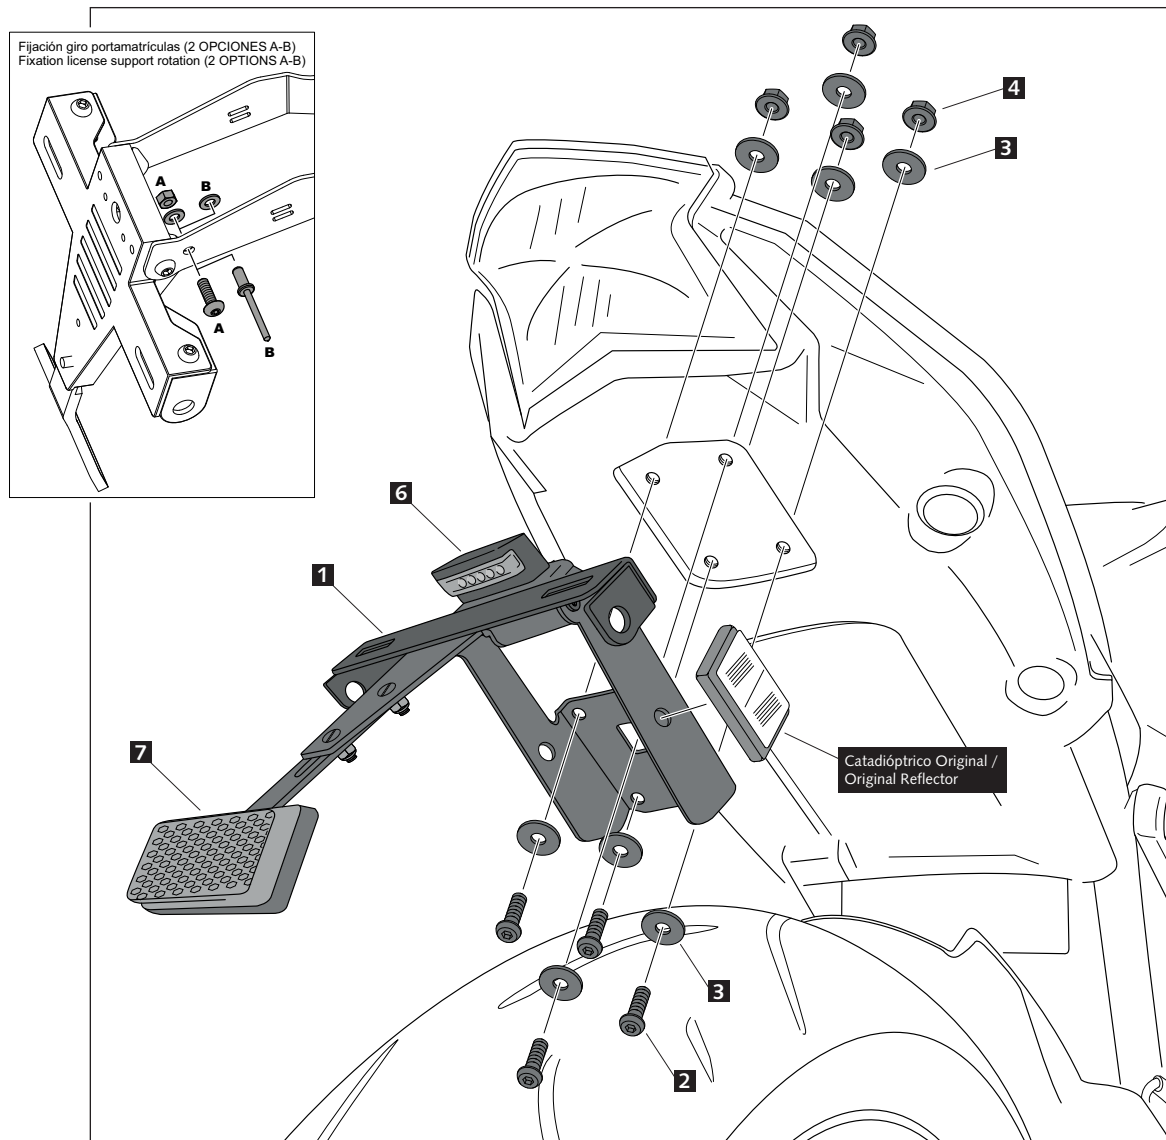 Fijación giro portamatrículas (2 OPCIONES A-B)
Fixation license support rotation (2 OPTIONS A-B)
A
B
A
B
4
3
6
1
7
Catadióptrico Original /
Original Reflector
3
2